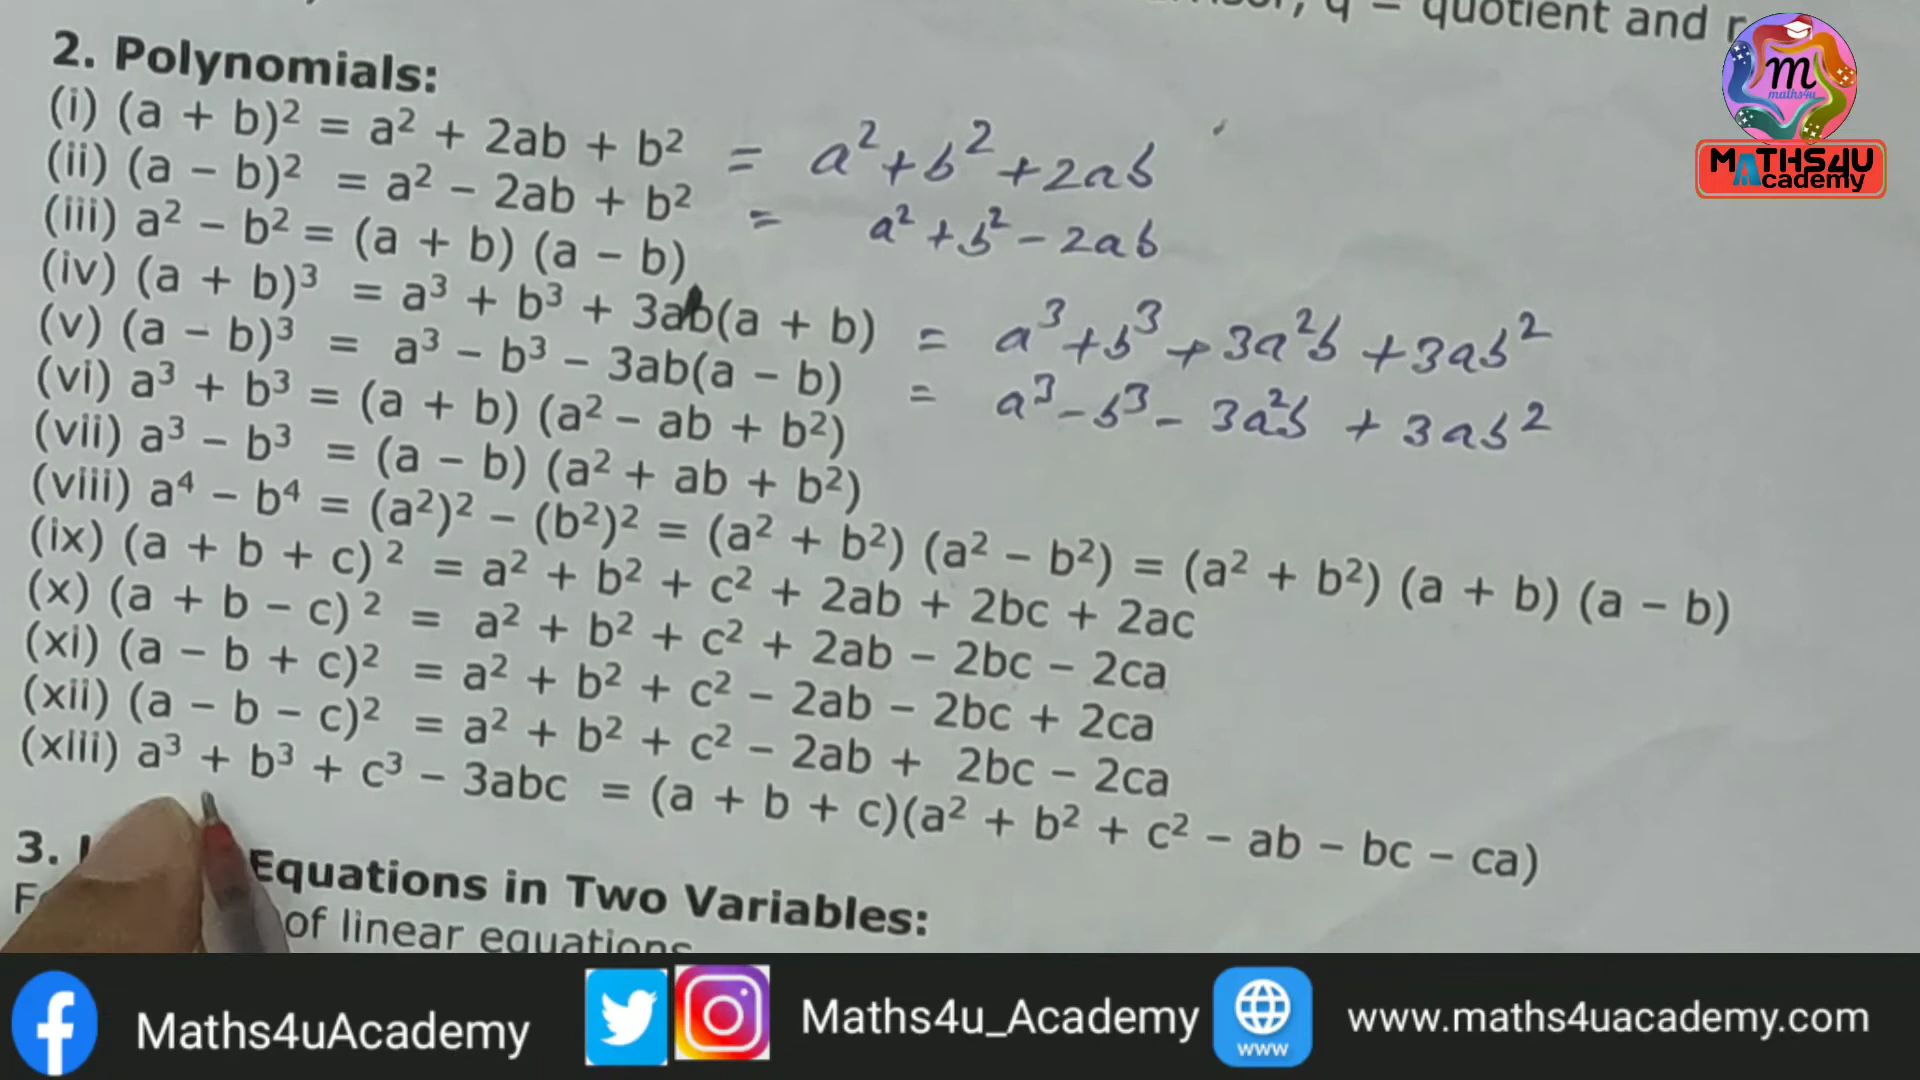 quotient and r
2. Polynomials:
(i) (a + b)² = a² + 2ab + b² = a² + b² + 2ab
(ii) (a – b)² = a² – 2ab + b² = a² + b² – 2ab
(iii) a² – b² = (a + b) (a – b)
(iv) (a + b)³ = a³ + b³ + 3ab(a + b) = a³ + b³ + 3a²b + 3ab²
(v) (a – b)³ = a³ – b³ – 3ab(a – b) = a³ – b³ – 3a²b + 3ab²
(vi) a³ + b³ = (a + b) (a² – ab + b²)
(vii) a³ – b³ = (a – b) (a² + ab + b²)
(viii) a⁴ – b⁴ = (a²)² – (b²)² = (a² + b²) (a² – b²) = (a² + b²) (a + b) (a – b)
(ix) (a + b + c) ² = a² + b² + c² + 2ab + 2bc + 2ac
(x) (a + b – c) ² = a² + b² + c² + 2ab – 2bc – 2ca
(xi) (a – b + c)² = a² + b² + c² – 2ab – 2bc + 2ca
(xii) (a – b – c)² = a² + b² + c² – 2ab + 2bc – 2ca
(xiii) a³ + b³ + c³ – 3abc = (a + b + c)(a² + b² + c² – ab – bc – ca)
3. Equations in Two Variables:
of linear equations
m
maths4u
MATHS4U
Academy
Maths4uAcademy
Maths4u_Academy
www
www.maths4uacademy.com